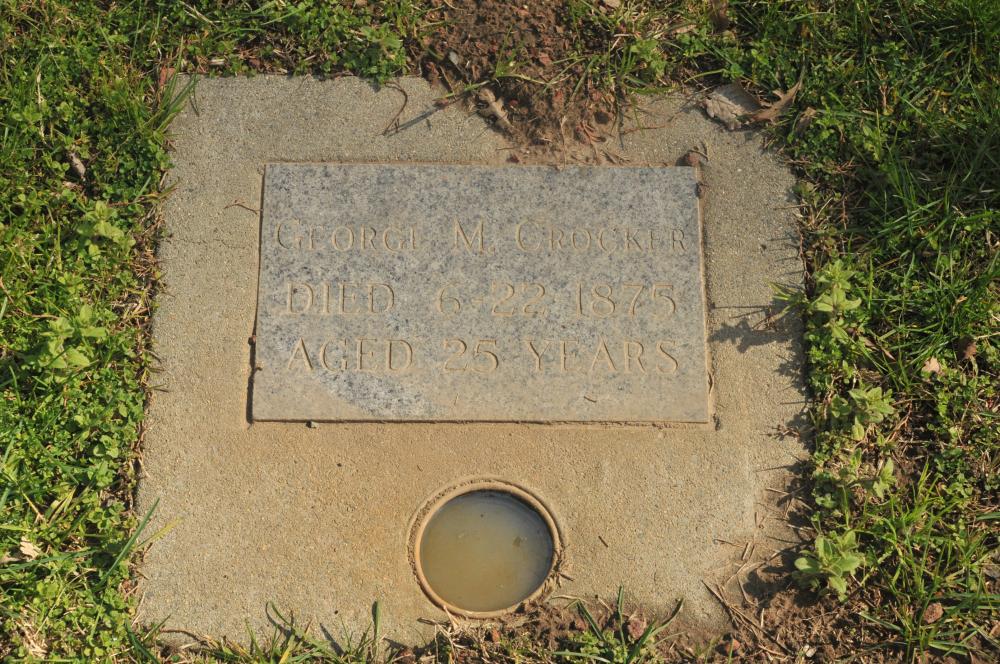 George M. Crocker
DIED 6-22-1875
AGED 25 YEARS